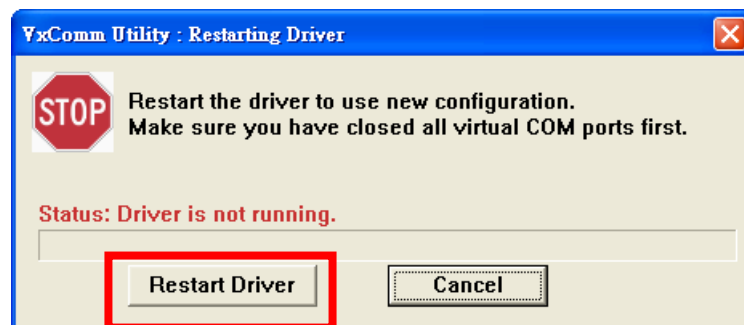 VxComm Utility : Restarting Driver
STOP
Restart the driver to use new configuration.
Make sure you have closed all virtual COM ports first.
Status: Driver is not running.
Restart Driver
Cancel